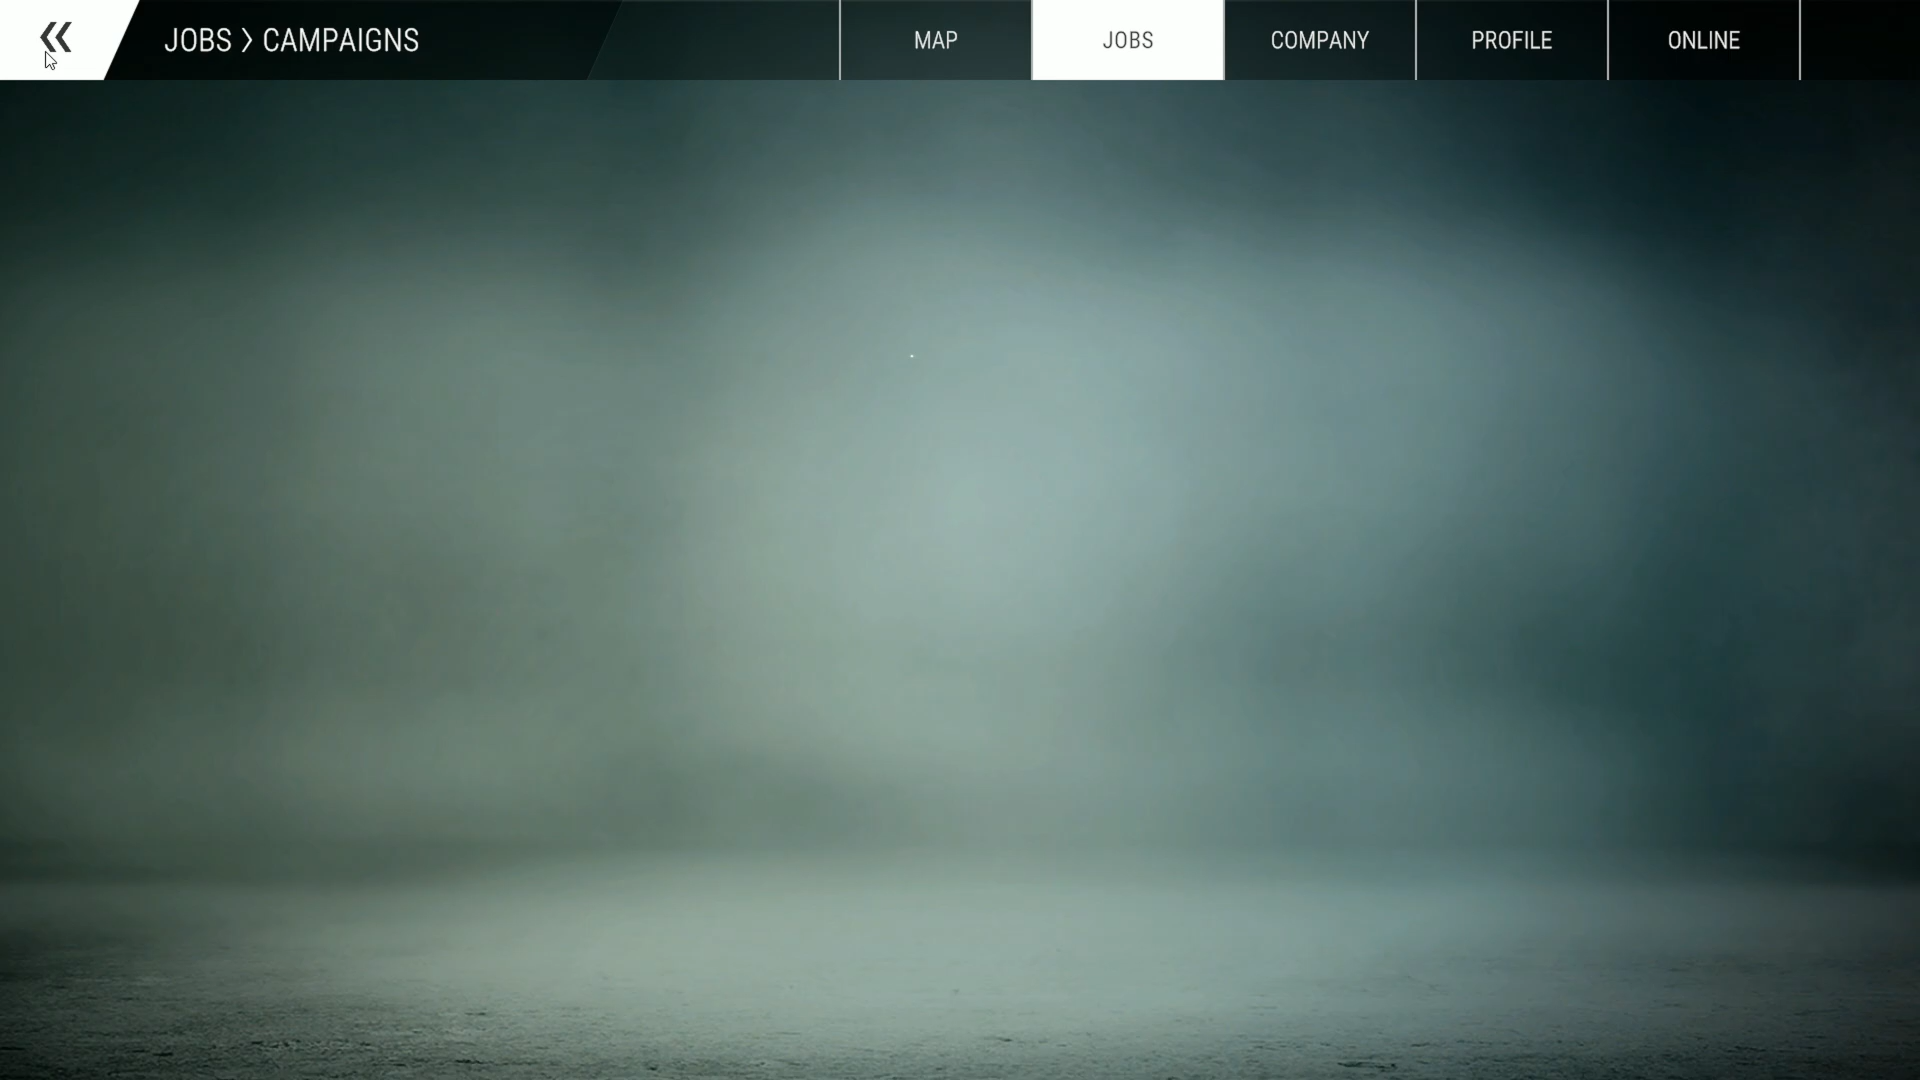 JOBS > CAMPAIGNS
MAP
JOBS
COMPANY
PROFILE
ONLINE